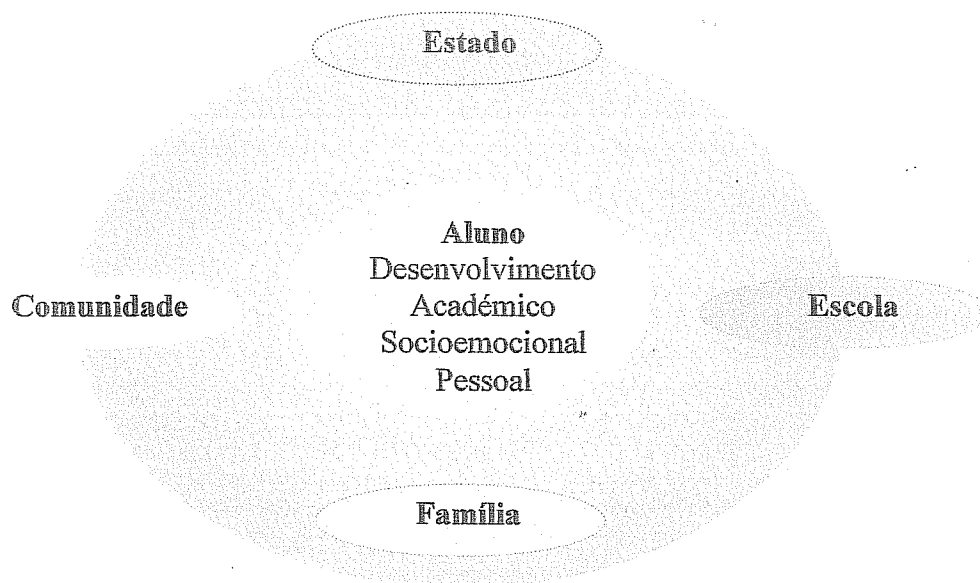 Estado
Aluno
Desenvolvimento
Académico
Socioemocional
Pessoal
Comunidade
Escola
Família